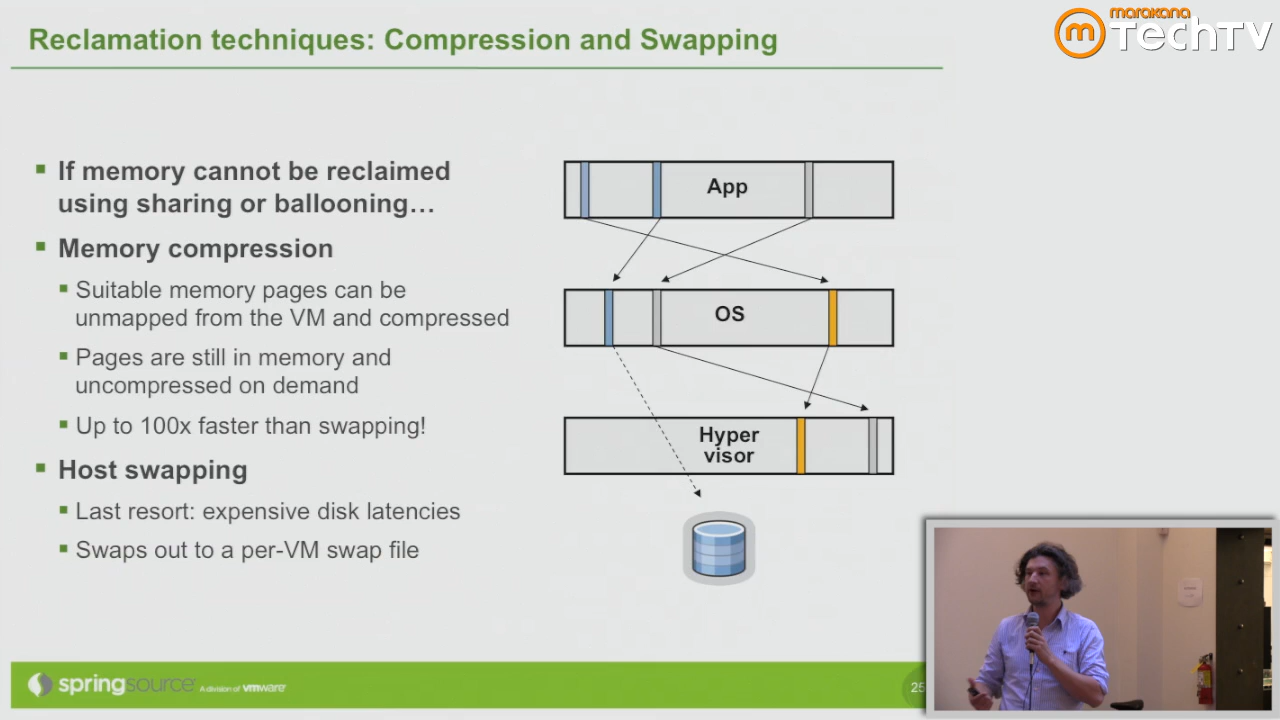 Reclamation techniques: Compression and Swapping
marakana
m TechTV
If memory cannot be reclaimed
using sharing or ballooning…
Memory compression
Suitable memory pages can be
unmapped from the VM and compressed
Pages are still in memory and
uncompressed on demand
Up to 100x faster than swapping!
Host swapping
Last resort: expensive disk latencies
Swaps out to a per-VM swap file
App
OS
Hyper
visor
springsource A division of vmware
25